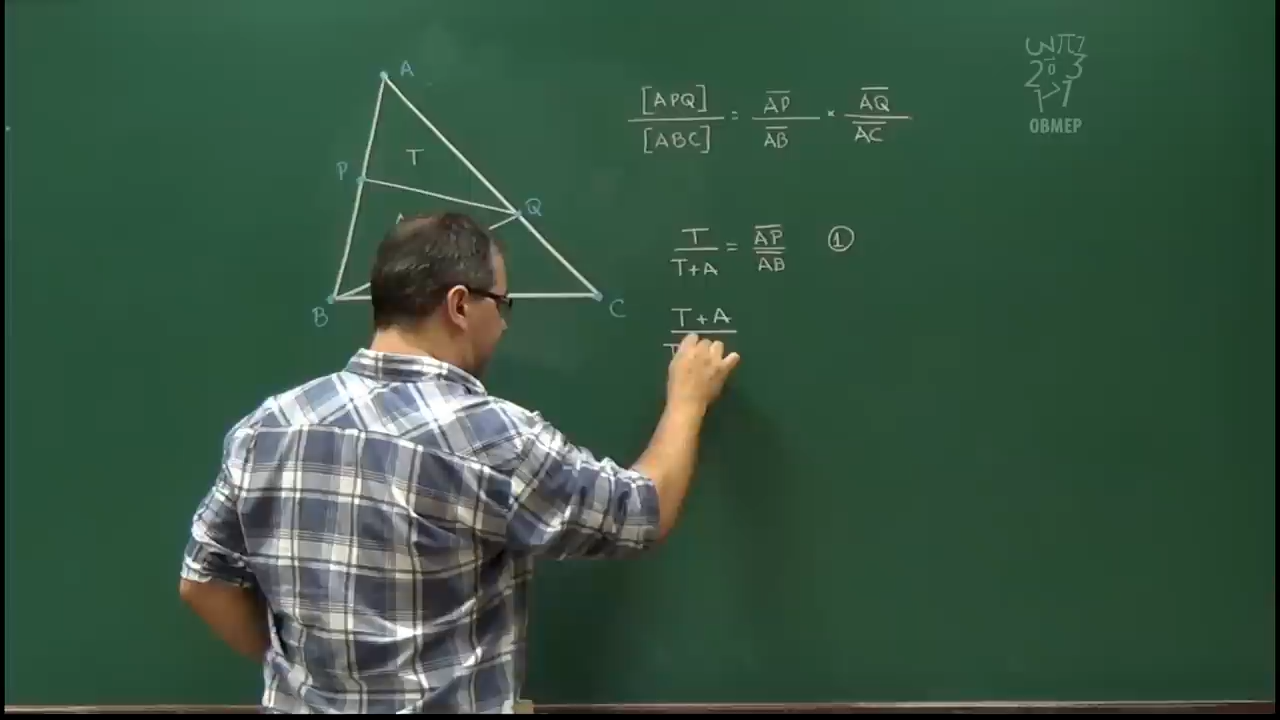 A
T
P
Q
B
C
[APQ] / [ABC] = AP / AB × AQ / AC
T / T+A = AP / AB ①
T+A
T
OBMEP